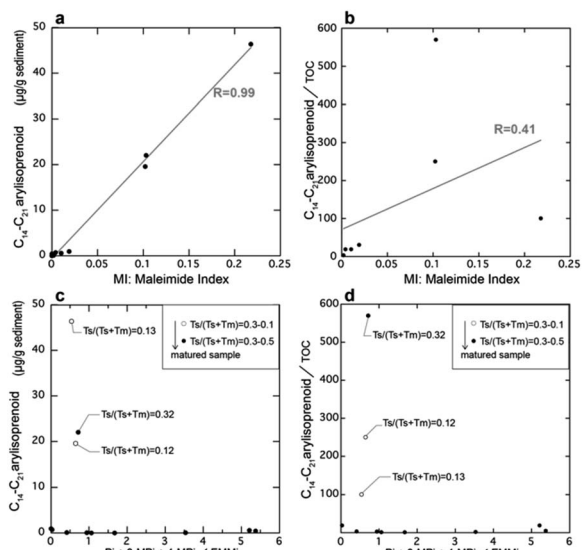 a
C14-C21 arylisoprenoid (µg/g sediment)
50
40
30
20
10
0
R=0.99
0
0.05
0.1
0.15
0.2
0.25
MI: Maleimide Index
b
C14-C21 arylisoprenoid / TOC
600
500
400
300
200
100
0
R=0.41
0
0.05
0.1
0.15
0.2
0.25
MI: Maleimide Index
c
C14-C21 arylisoprenoid (µg/g sediment)
50
40
30
20
10
0
Ts/(Ts+Tm)=0.13
Ts/(Ts+Tm)=0.3-0.1
Ts/(Ts+Tm)=0.3-0.5
matured sample
Ts/(Ts+Tm)=0.32
Ts/(Ts+Tm)=0.12
0
1
2
3
4
5
6
d
C14-C21 arylisoprenoid / TOC
600
500
400
300
200
100
Ts/(Ts+Tm)=0.3-0.1
Ts/(Ts+Tm)=0.3-0.5
matured sample
Ts/(Ts+Tm)=0.32
Ts/(Ts+Tm)=0.12
Ts/(Ts+Tm)=0.13
0
1
2
3
4
5
6